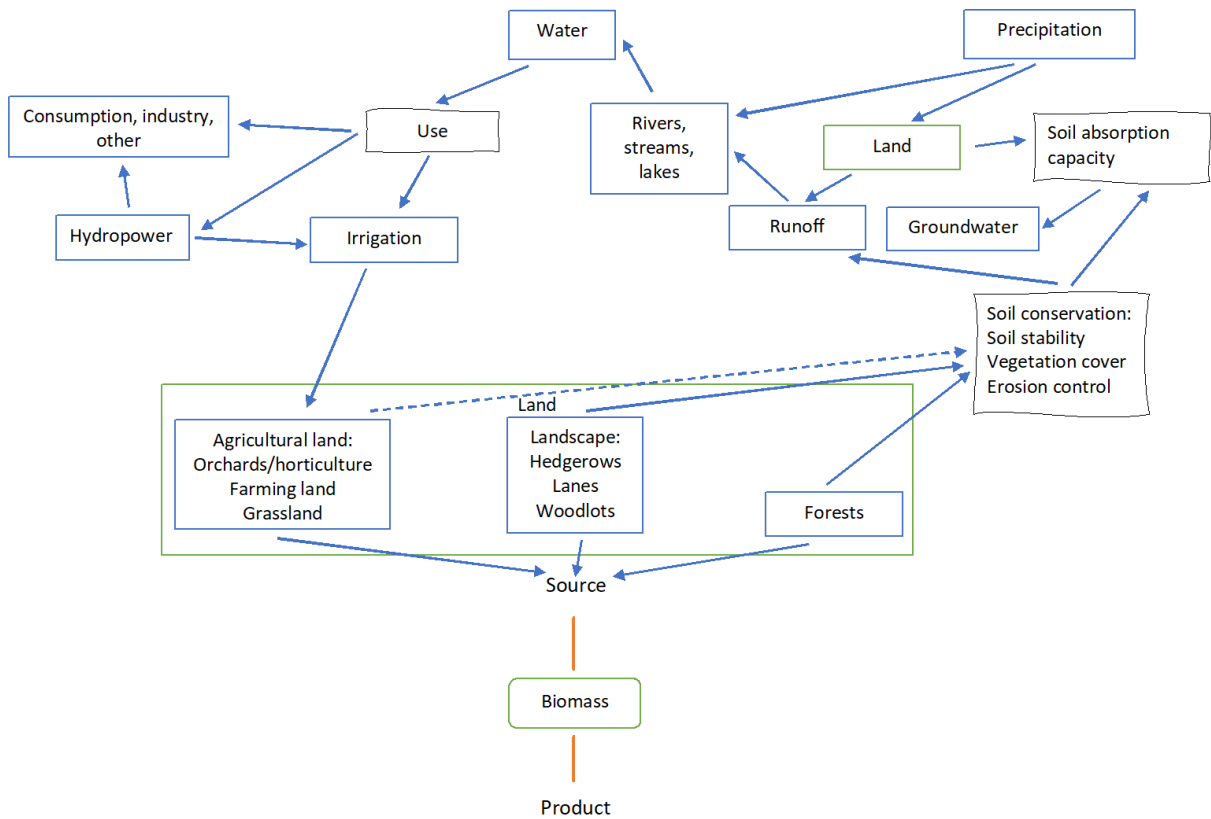 Water
Precipitation
Consumption, industry,
other
Use
Rivers,
streams,
lakes
Land
Soil absorption
capacity
Hydropower
Irrigation
Runoff
Groundwater
Soil conservation:
Soil stability
Vegetation cover
Erosion control
Land
Agricultural land:
Orchards/horticulture
Farming land
Grassland
Landscape:
Hedgerows
Lanes
Woodlots
Forests
Source
Biomass
Product